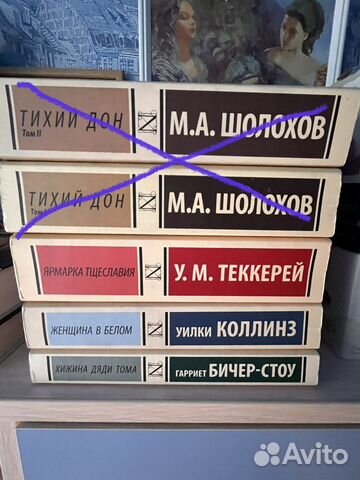 ТИХИЙ ДОН
Том II
М.А. ШОЛОХОВ
ТИХИЙ ДОН
Том
М.А. ШОЛОХОВ
ЯРМАРКА ТЩЕСЛАВИЯ
У. М. ТЕККЕРЕЙ
ЖЕНЩИНА В БЕЛОМ
УИЛКИ КОЛЛИНЗ
ХИЖИНА ДЯДИ ТОМА
ГАРРИЕТ БИЧЕР-СТОУ
Avito